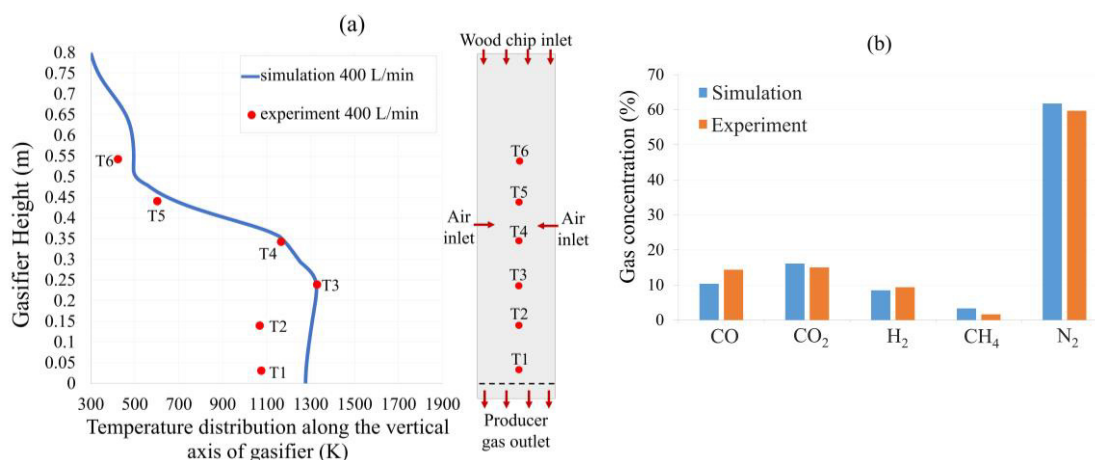 (a)
0.8
0.75
0.7
0.65
0.6
0.55
0.5
0.45
0.4
0.35
0.3
0.25
0.2
0.15
0.1
0.05
0
Gasifier Height (m)
simulation 400 L/min
experiment 400 L/min
T6
T5
T4
T3
T2
T1
300 500 700 900 1100 1300 1500 1700 1900
Temperature distribution along the vertical
axis of gasifier (K)
Wood chip inlet
T6
T5
Air
inlet
T4
Air
inlet
T3
T2
T1
Producer
gas outlet
(b)
70
60
50
40
30
20
10
0
Gas concentration (%)
Simulation
Experiment
CO CO₂ H₂ CH₄ N₂